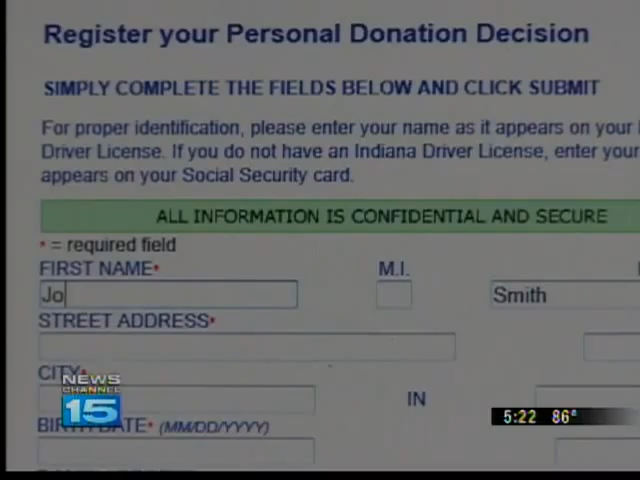 Register your Personal Donation Decision
SIMPLY COMPLETE THE FIELDS BELOW AND CLICK SUBMIT
For proper identification, please enter your name as it appears on your
Driver License. If you do not have an Indiana Driver License, enter your
appears on your Social Security card.
ALL INFORMATION IS CONFIDENTIAL AND SECURE
* = required field
FIRST NAME* M.I.
Jo Smith
STREET ADDRESS*
CITY*
IN
NEWS
CHANNEL
15
5:22 86°
BIRTH DATE* (MM/DD/YYYY)